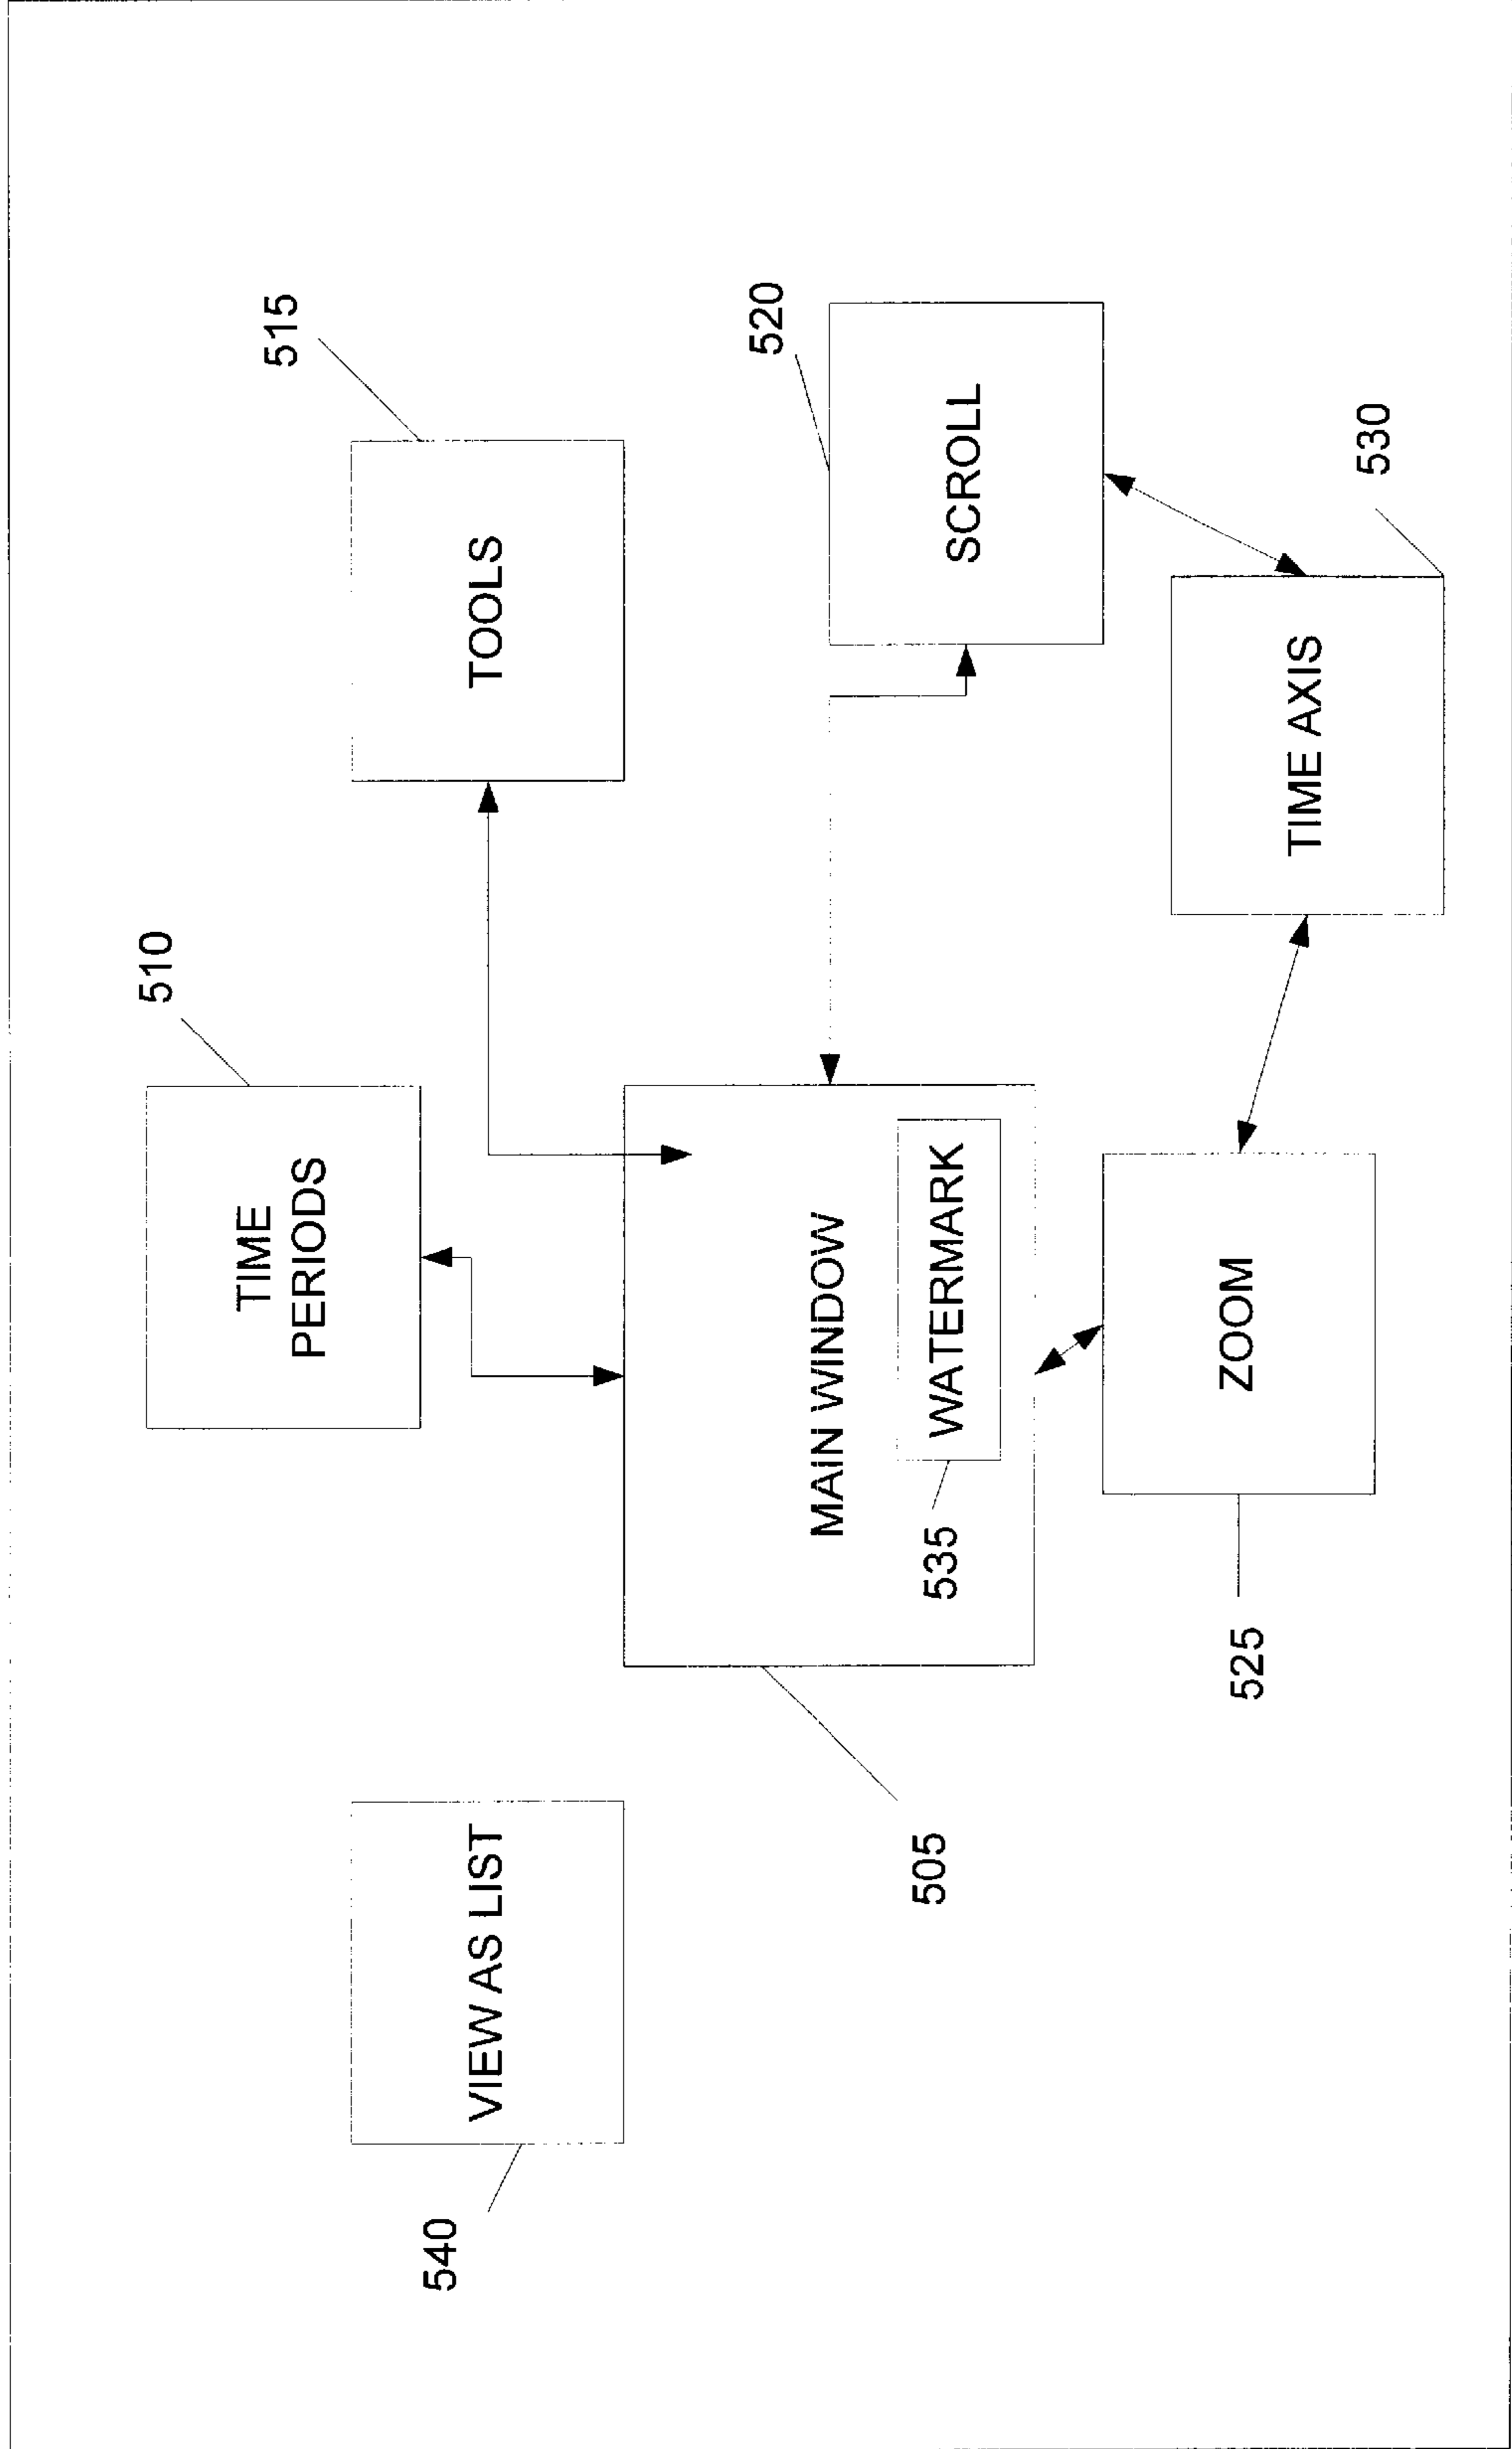 510
TIME
PERIODS
515
TOOLS
540
VIEW AS LIST
520
SCROLL
MAIN WINDOW
535
WATERMARK
505
525
ZOOM
TIME AXIS
530